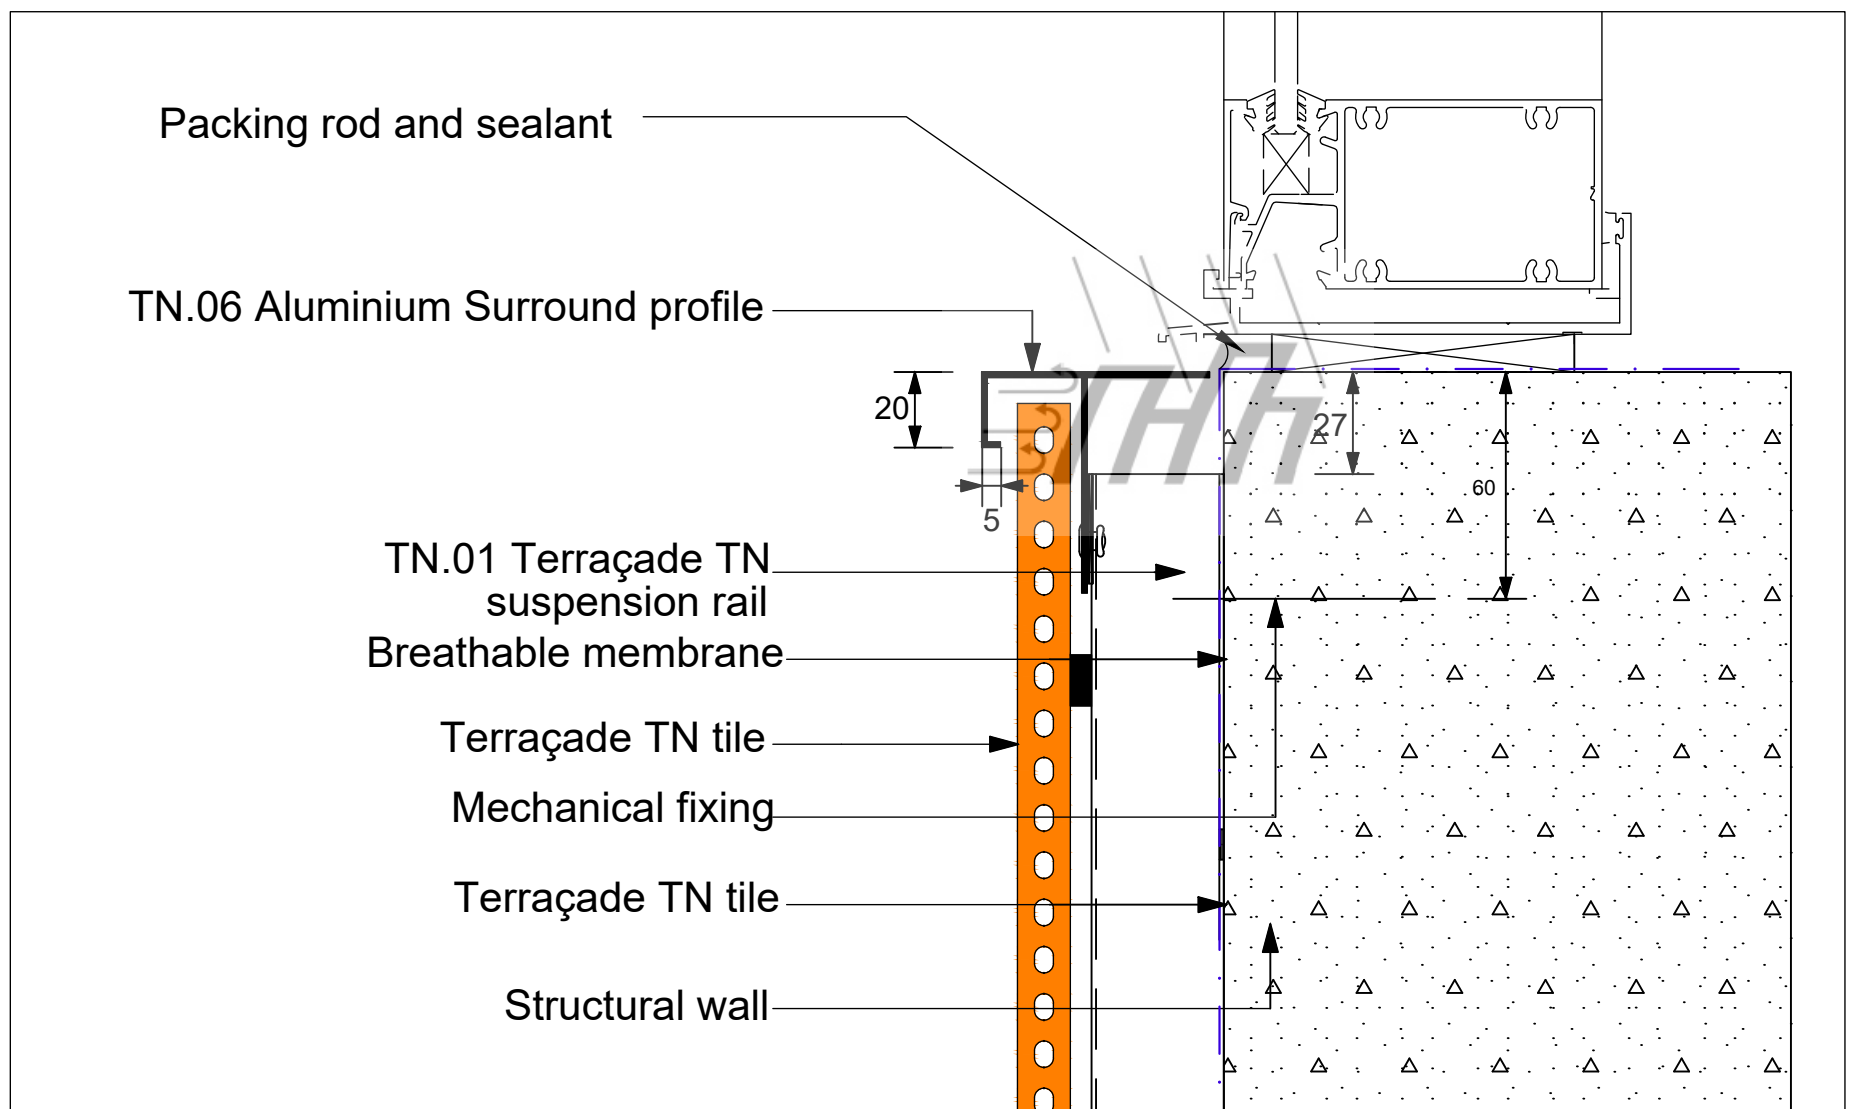 Packing rod and sealant
TN.06 Aluminium Surround profile
20
27
60
5
TN.01 Terraçade TN
suspension rail
Breathable membrane
Terraçade TN tile
Mechanical fixing
Terraçade TN tile
Structural wall